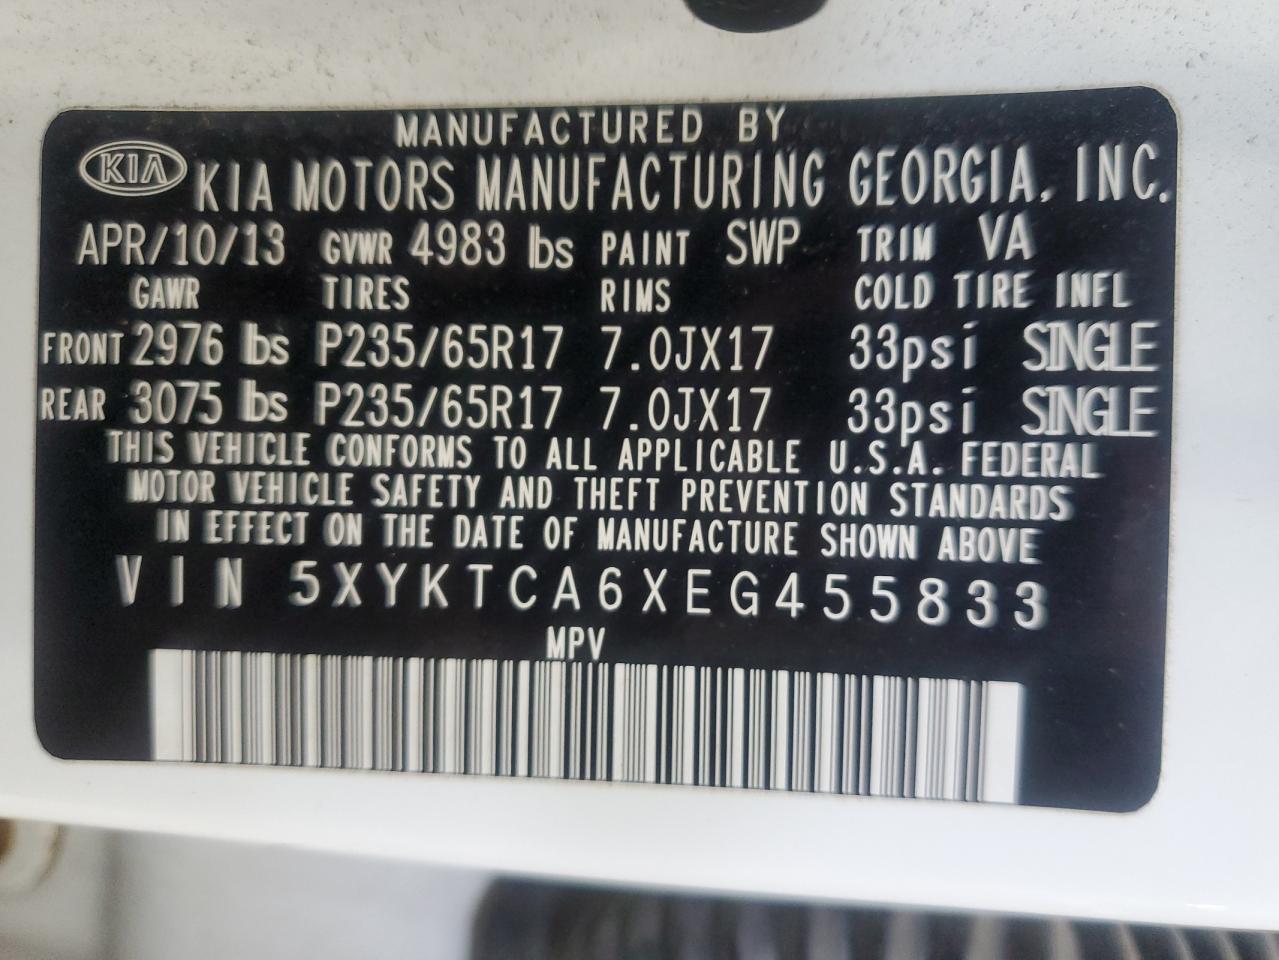 MANUFACTURED BY
KIA KIA MOTORS MANUFACTURING GEORGIA, INC.
APR/10/13 GVWR 4983 lbs PAINT SWP TRIM VA
GAWR TIRES RIMS COLD TIRE INFL
FRONT 2976 lbs P235/65R17 7.0JX17 33psi SINGLE
REAR 3075 lbs P235/65R17 7.0JX17 33psi SINGLE
THIS VEHICLE CONFORMS TO ALL APPLICABLE U.S.A. FEDERAL
MOTOR VEHICLE SAFETY AND THEFT PREVENTION STANDARDS
IN EFFECT ON THE DATE OF MANUFACTURE SHOWN ABOVE
VIN 5XYKTCA6XEG455833
MPV